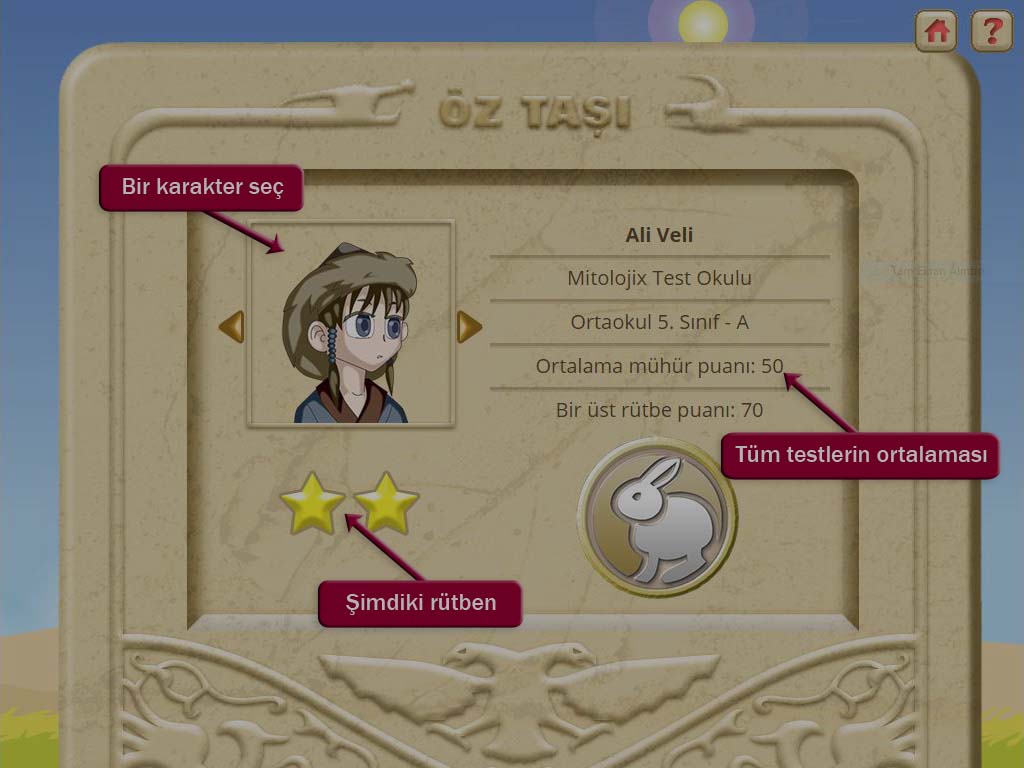 ÖZ TAŞI
Bir karakter seç
Ali Veli
Mitolojix Test Okulu
Ortaokul 5. Sınıf - A
Ortalama mühür puanı: 50
Bir üst rütbe puanı: 70
Tüm testlerin ortalaması
Şimdiki rütben
?